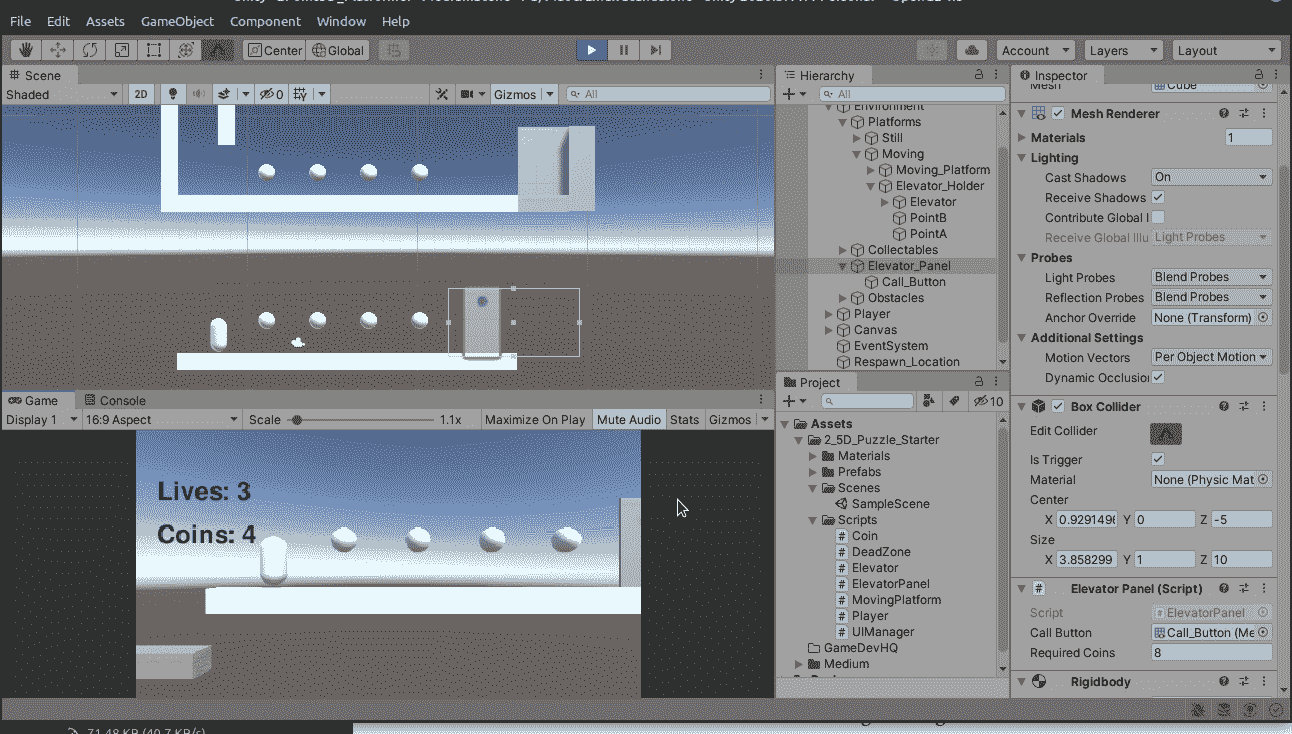 File Edit Assets GameObject Component Window Help
Center Global Account Layers Layout
Scene
Shaded 2D 0 Gizmos All
Game Console
Display 1 16:9 Aspect Scale 1.1x Maximize On Play Mute Audio Stats Gizmos
Lives: 3
Coins: 4
Hierarchy
All
Environment
Platforms
Still
Moving
Moving_Platform
Elevator_Holder
Elevator
PointB
PointA
Collectables
Elevator_Panel
Call_Button
Obstacles
Player
Canvas
EventSystem
Respawn_Location
Project
10
Assets
2_5D_Puzzle_Starter
Materials
Prefabs
Scenes
SampleScene
Scripts
Coin
DeadZone
Elevator
ElevatorPanel
MovingPlatform
Player
UIManager
GameDevHQ
Medium
Inspector
Mesh Cube
Mesh Renderer
Materials 1
Lighting
Cast Shadows On
Receive Shadows
Contribute Global I
Receive Global Illu Light Probes
Probes
Light Probes Blend Probes
Reflection Probes Blend Probes
Anchor Override None (Transform)
Additional Settings
Motion Vectors Per Object Motion
Dynamic Occlusion
Box Collider
Edit Collider
Is Trigger
Material None (Physic Mat
Center
X 0.929149 Y 0 Z -5
Size
X 3.858299 Y 1 Z 10
Elevator Panel (Script)
Script ElevatorPanel
Call Button Call_Button (Me
Required Coins 8
Rigidbody
71.48 KB (40.7 KB/s)